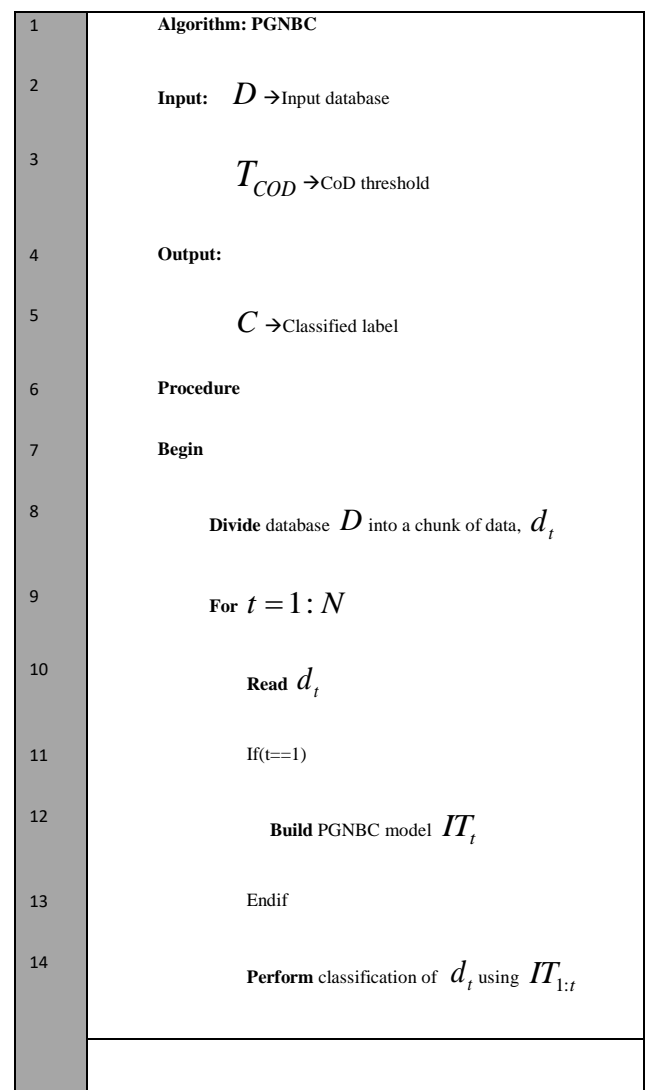 1 Algorithm: PGNBC
2 Input: D →Input database
3 T_COD →CoD threshold
4 Output:
5 C →Classified label
6 Procedure
7 Begin
8 Divide database D into a chunk of data, d_t
9 For t = 1 : N
10 Read d_t
11 If(t==1)
12 Build PGNBC model IT_t
13 Endif
14 Perform classification of d_t using IT_1:t